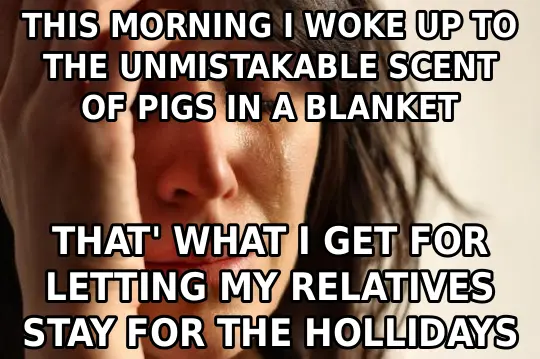 THIS MORNING I WOKE UP TO
THE UNMISTAKABLE SCENT
OF PIGS IN A BLANKET
THAT' WHAT I GET FOR
LETTING MY RELATIVES
STAY FOR THE HOLLIDAYS